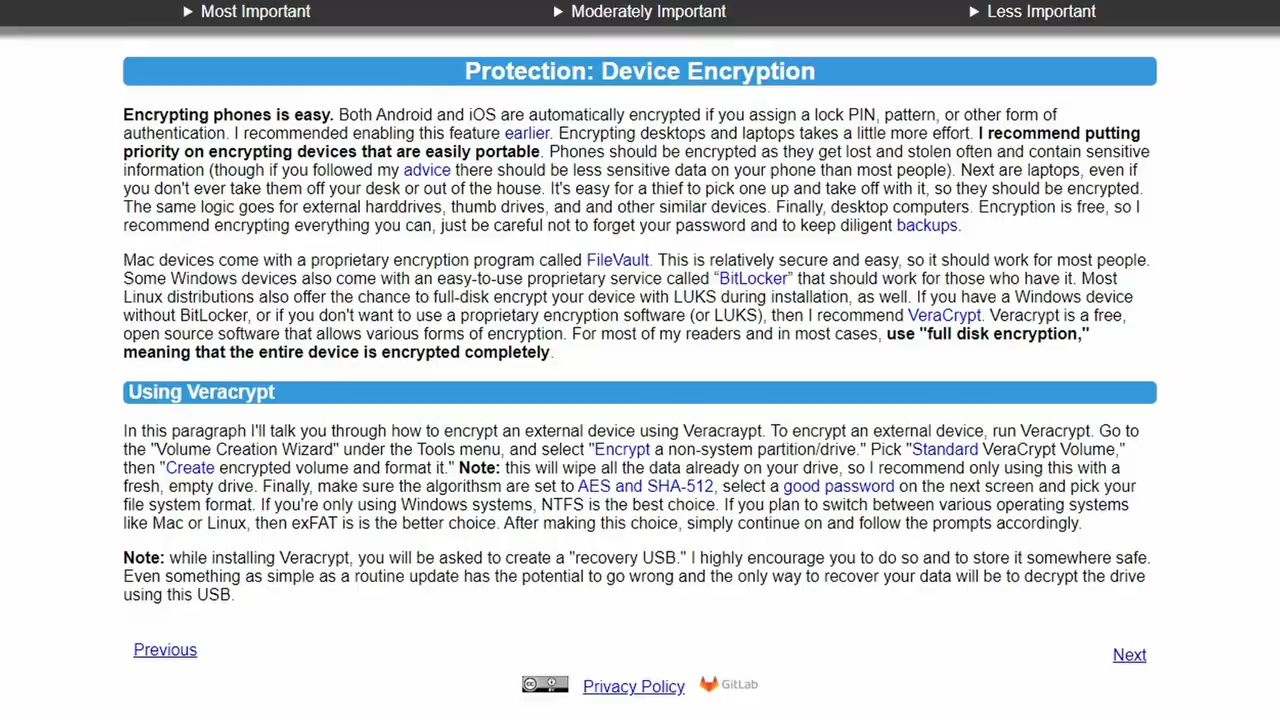 ► Most Important ► Moderately Important ► Less Important
Protection: Device Encryption
Encrypting phones is easy. Both Android and iOS are automatically encrypted if you assign a lock PIN, pattern, or other form of
authentication. I recommended enabling this feature earlier. Encrypting desktops and laptops takes a little more effort. I recommend putting
priority on encrypting devices that are easily portable. Phones should be encrypted as they get lost and stolen often and contain sensitive
information (though if you followed my advice there should be less sensitive data on your phone than most people). Next are laptops, even if
you don't ever take them off your desk or out of the house. It's easy for a thief to pick one up and take off with it, so they should be encrypted.
The same logic goes for external harddrives, thumb drives, and and other similar devices. Finally, desktop computers. Encryption is free, so I
recommend encrypting everything you can, just be careful not to forget your password and to keep diligent backups.
Mac devices come with a proprietary encryption program called FileVault. This is relatively secure and easy, so it should work for most people.
Some Windows devices also come with an easy-to-use proprietary service called “BitLocker” that should work for those who have it. Most
Linux distributions also offer the chance to full-disk encrypt your device with LUKS during installation, as well. If you have a Windows device
without BitLocker, or if you don't want to use a proprietary encryption software (or LUKS), then I recommend VeraCrypt. Veracrypt is a free,
open source software that allows various forms of encryption. For most of my readers and in most cases, use "full disk encryption,"
meaning that the entire device is encrypted completely.
Using Veracrypt
In this paragraph I'll talk you through how to encrypt an external device using Veracraypt. To encrypt an external device, run Veracrypt. Go to
the "Volume Creation Wizard" under the Tools menu, and select "Encrypt a non-system partition/drive." Pick "Standard VeraCrypt Volume,"
then "Create encrypted volume and format it." Note: this will wipe all the data already on your drive, so I recommend only using this with a
fresh, empty drive. Finally, make sure the algorithsm are set to AES and SHA-512, select a good password on the next screen and pick your
file system format. If you're only using Windows systems, NTFS is the best choice. If you plan to switch between various operating systems
like Mac or Linux, then exFAT is is the better choice. After making this choice, simply continue on and follow the prompts accordingly.
Note: while installing Veracrypt, you will be asked to create a "recovery USB." I highly encourage you to do so and to store it somewhere safe.
Even something as simple as a routine update has the potential to go wrong and the only way to recover your data will be to decrypt the drive
using this USB.
Previous
Next
Privacy Policy GitLab